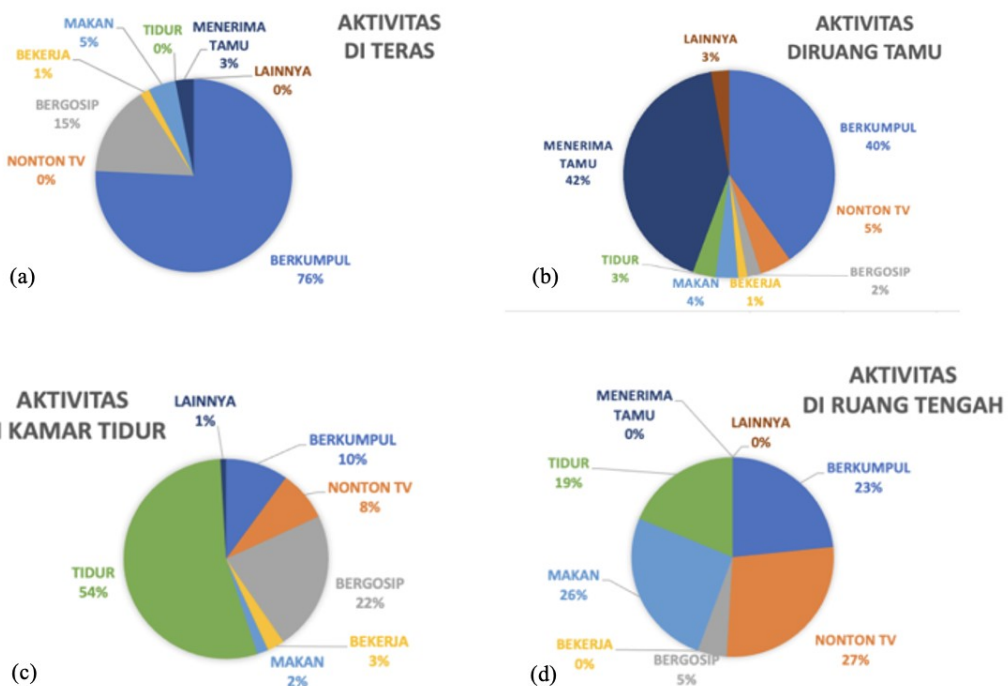 AKTIVITAS
DI TERAS
MAKAN
5%
TIDUR
0%
MENERIMA
TAMU
3%
LAINNYA
0%
BEKERJA
1%
BERGOSIP
15%
NONTON TV
0%
BERKUMPUL
76%
(a)
AKTIVITAS
DIRUANG TAMU
LAINNYA
3%
BERKUMPUL
40%
MENERIMA
TAMU
42%
NONTON TV
5%
TIDUR
3%
MAKAN
4%
BEKERJA
1%
BERGOSIP
2%
(b)
AKTIVITAS
I KAMAR TIDUR
LAINNYA
1%
BERKUMPUL
10%
NONTON TV
8%
TIDUR
54%
BERGOSIP
22%
BEKERJA
3%
MAKAN
2%
(c)
AKTIVITAS
DI RUANG TENGAH
MENERIMA
TAMU
0%
LAINNYA
0%
TIDUR
19%
BERKUMPUL
23%
MAKAN
26%
BEKERJA
0%
BERGOSIP
5%
NONTON TV
27%
(d)